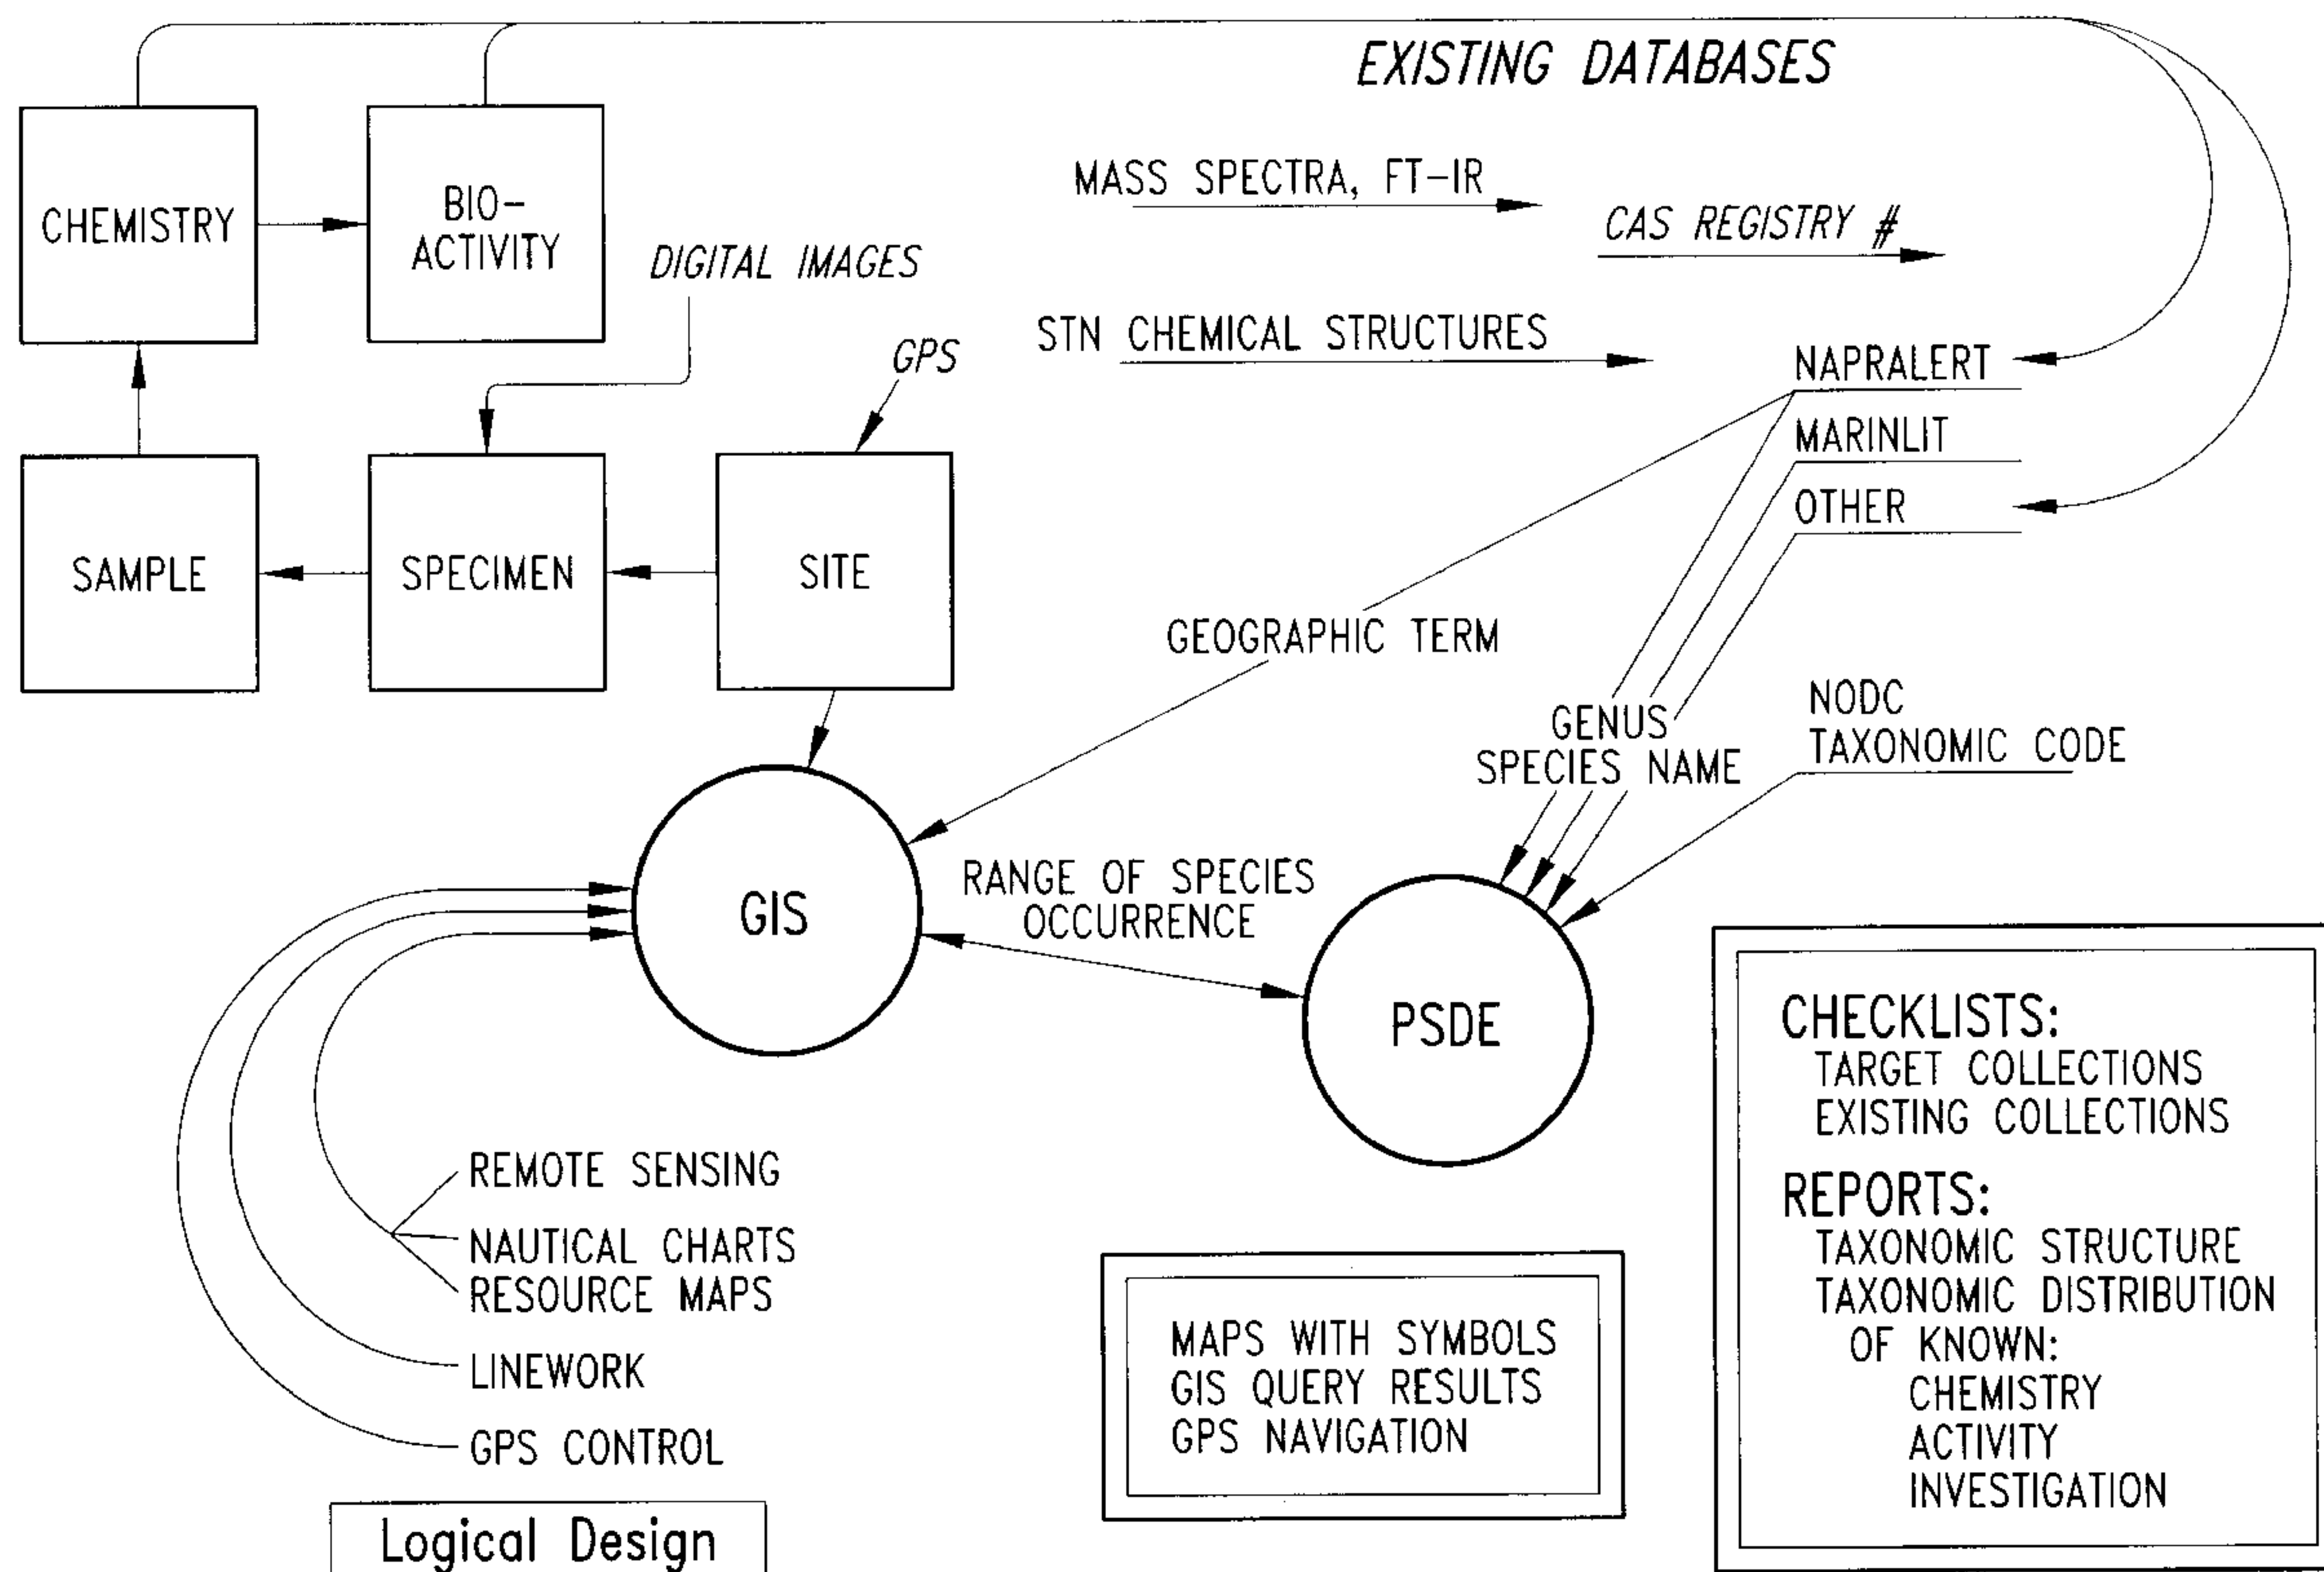 EXISTING DATABASES
CHEMISTRY
BIO-
ACTIVITY
DIGITAL IMAGES
GPS
MASS SPECTRA, FT-IR
CAS REGISTRY #
STN CHEMICAL STRUCTURES
NAPRALERT
MARINLIT
OTHER
SAMPLE
SPECIMEN
SITE
GEOGRAPHIC TERM
GENUS
SPECIES NAME
NODC
TAXONOMIC CODE
GIS
RANGE OF SPECIES
OCCURRENCE
PSDE
REMOTE SENSING
NAUTICAL CHARTS
RESOURCE MAPS
LINEWORK
GPS CONTROL
Logical Design
MAPS WITH SYMBOLS
GIS QUERY RESULTS
GPS NAVIGATION
CHECKLISTS:
TARGET COLLECTIONS
EXISTING COLLECTIONS
REPORTS:
TAXONOMIC STRUCTURE
TAXONOMIC DISTRIBUTION
OF KNOWN:
CHEMISTRY
ACTIVITY
INVESTIGATION